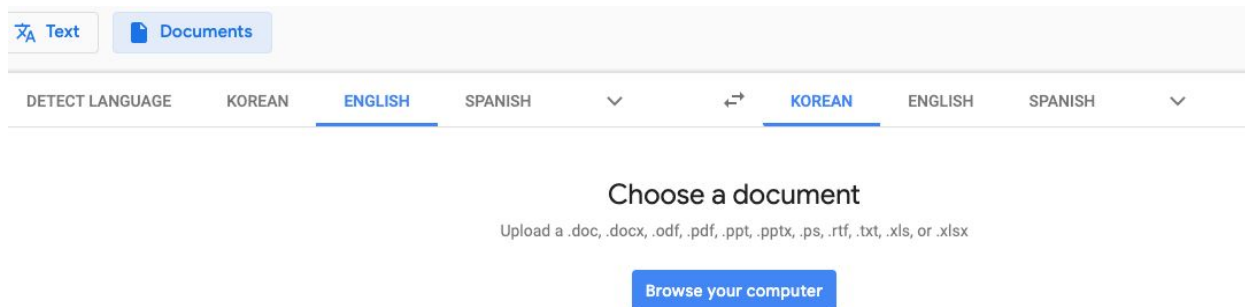 Text Documents
DETECT LANGUAGE KOREAN ENGLISH SPANISH KOREAN ENGLISH SPANISH
Choose a document
Upload a .doc, .docx, .odf, .pdf, .ppt, .pptx, .ps, .rtf, .txt, .xls, or .xlsx
Browse your computer